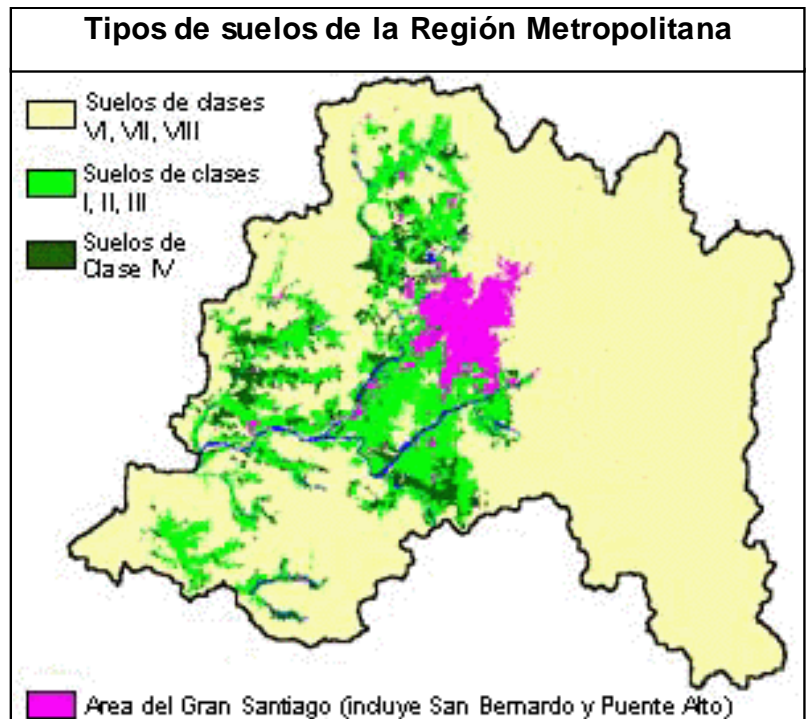 Tipos de suelos de la Región Metropolitana
Suelos de clases
VI, VII, VIII
Suelos de clases
I, II, III
Suelos de
Clase IV
Area del Gran Santiago (incluye San Bernardo y Puente Alto)